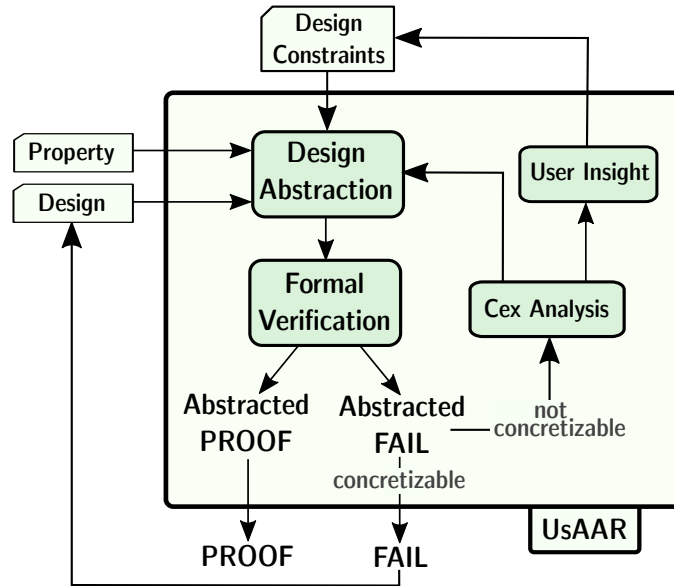 Design
Constraints
Property
Design
Design
Abstraction
User Insight
Formal
Verification
Cex Analysis
Abstracted
PROOF
Abstracted
FAIL
not
concretizable
concretizable
UsAAR
PROOF
FAIL